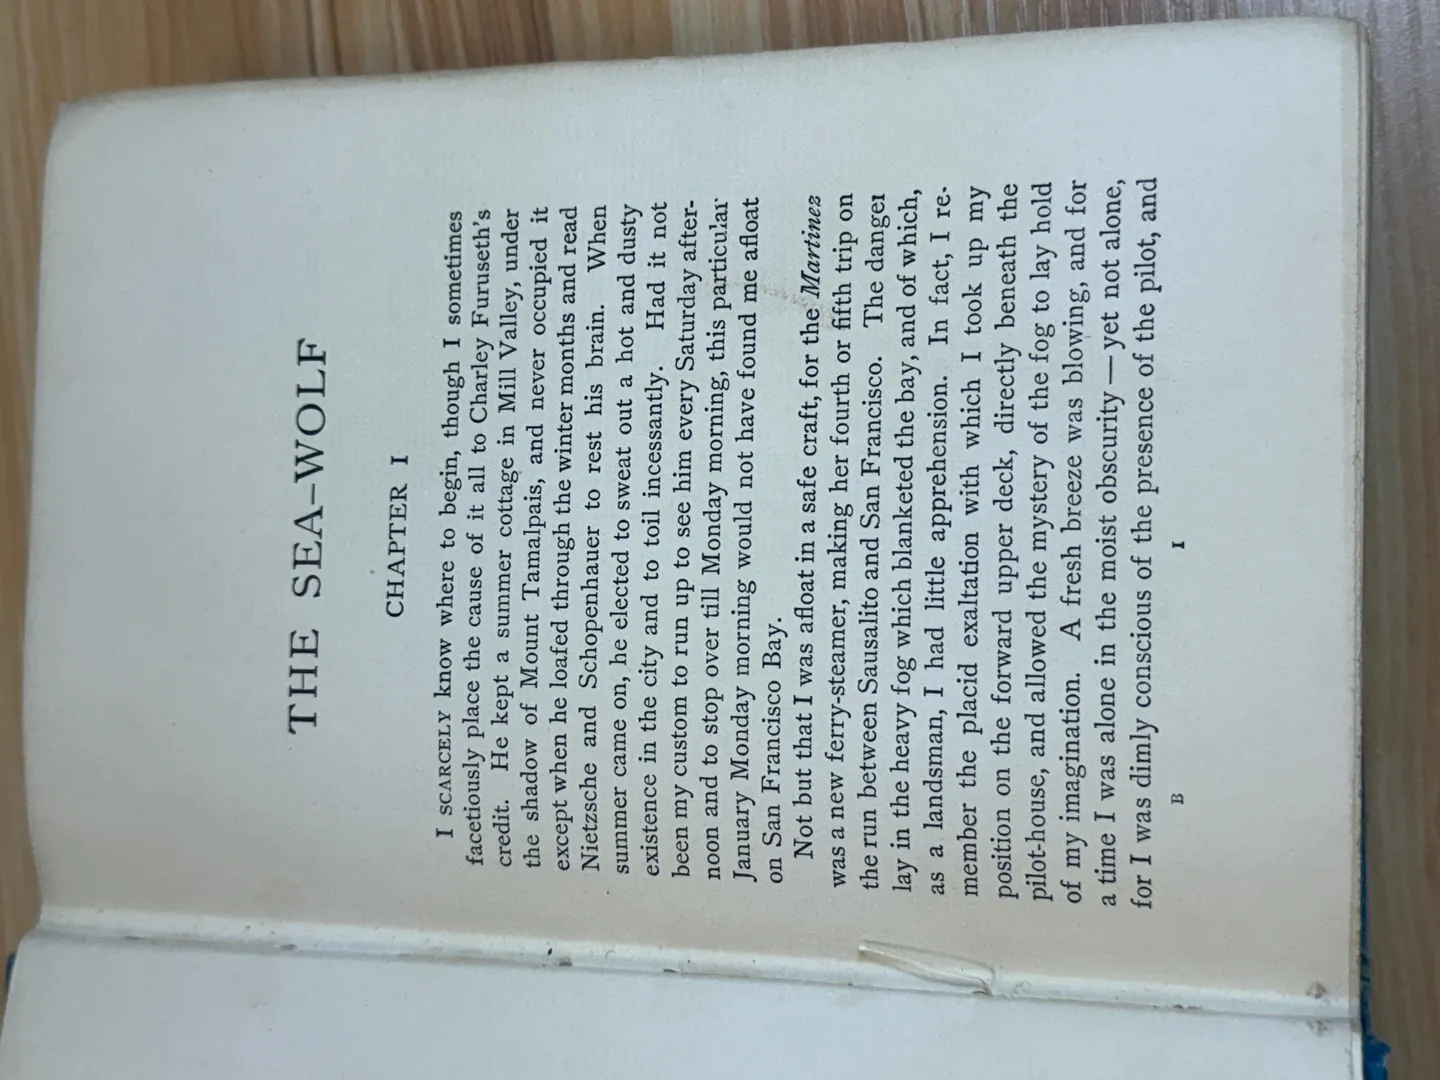 THE SEA-WOLF
CHAPTER I
I SCARCELY know where to begin, though I sometimes
facetiously place the cause of it all to Charley Furuseth's
credit. He kept a summer cottage in Mill Valley, under
the shadow of Mount Tamalpais, and never occupied it
except when he loafed through the winter months and read
Nietzsche and Schopenhauer to rest his brain. When
summer came on, he elected to sweat out a hot and dusty
existence in the city and to toil incessantly. Had it not
been my custom to run up to see him every Saturday after-
noon and to stop over till Monday morning, this particular
January Monday morning would not have found me afloat
on San Francisco Bay.
Not but that I was afloat in a safe craft, for the Martinez
was a new ferry-steamer, making her fourth or fifth trip on
the run between Sausalito and San Francisco. The danger
lay in the heavy fog which blanketed the bay, and of which,
as a landsman, I had little apprehension. In fact, I re-
member the placid exaltation with which I took up my
position on the forward upper deck, directly beneath the
pilot-house, and allowed the mystery of the fog to lay hold
of my imagination. A fresh breeze was blowing, and for
a time I was alone in the moist obscurity — yet not alone,
for I was dimly conscious of the presence of the pilot, and
B I